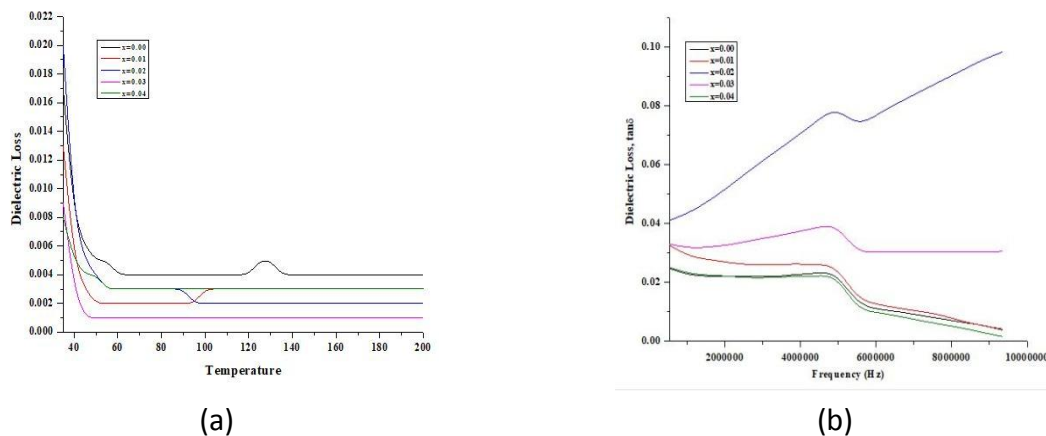 0.022
0.020
0.018
0.016
0.014
0.012
0.010
0.008
0.006
0.004
0.002
0.000
Dielectric Loss
x=0.00
x=0.01
x=0.02
x=0.03
x=0.04
40 60 80 100 120 140 160 180 200
Temperature
(a)
0.10
0.08
0.06
0.04
0.02
0.00
Dielectric Loss, tanδ
x=0.00
x=0.01
x=0.02
x=0.03
x=0.04
2000000 4000000 6000000 8000000 10000000
Frequency (Hz)
(b)